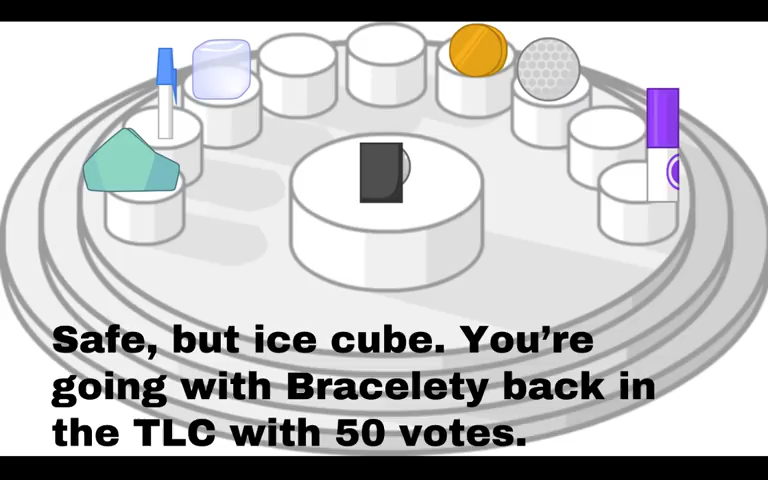 Safe, but ice cube. You’re
going with Bracelety back in
the TLC with 50 votes.